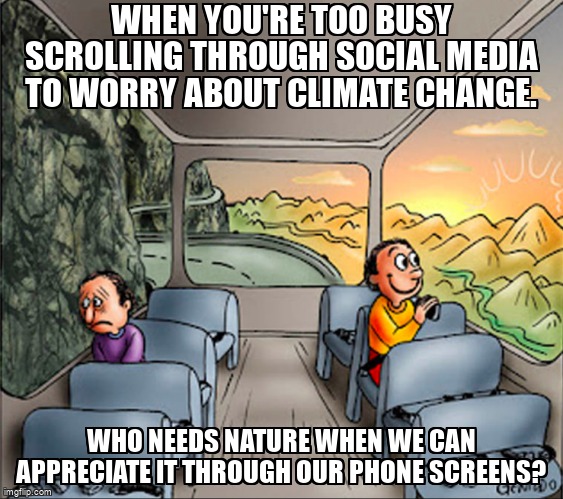 WHEN YOU'RE TOO BUSY
SCROLLING THROUGH SOCIAL MEDIA
TO WORRY ABOUT CLIMATE CHANGE.
WHO NEEDS NATURE WHEN WE CAN
APPRECIATE IT THROUGH OUR PHONE SCREENS?
imgflip.com